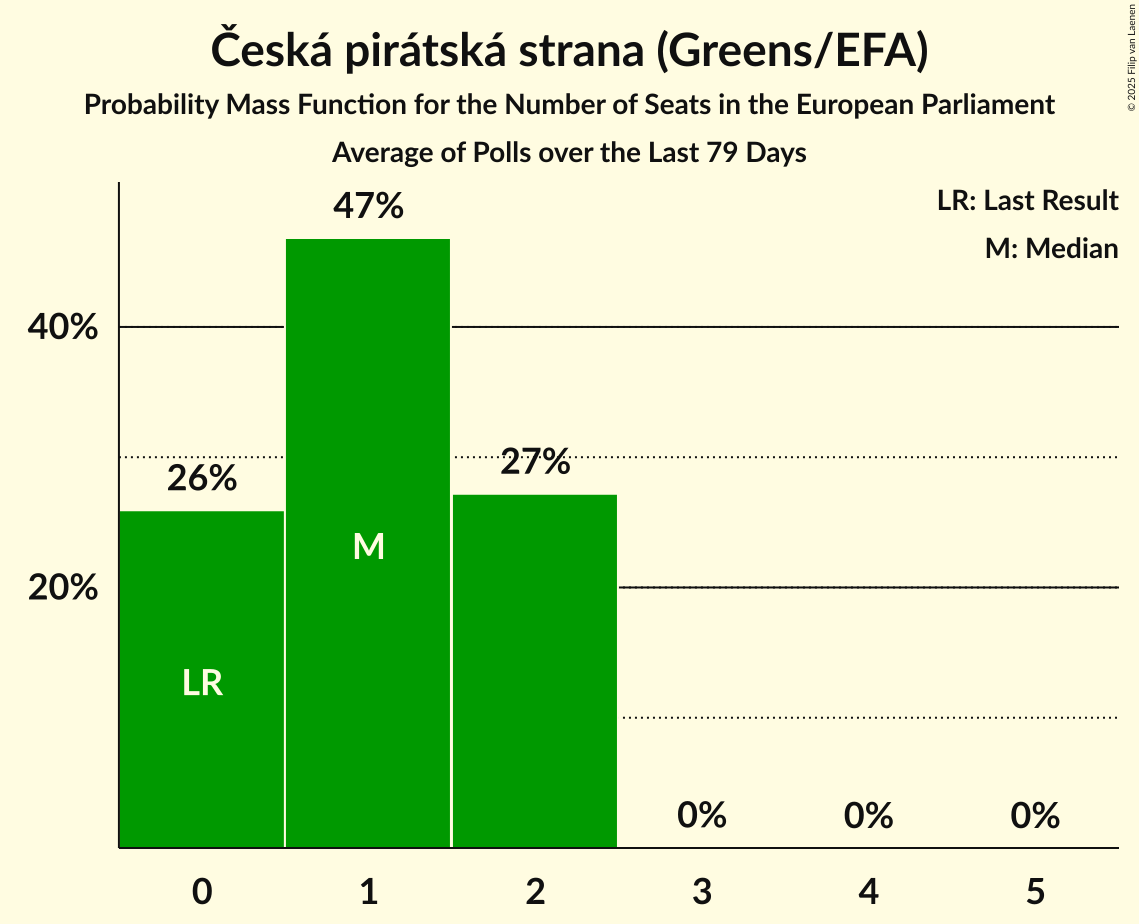 Česká pirátská strana (Greens/EFA)
Probability Mass Function for the Number of Seats in the European Parliament
Average of Polls over the Last 79 Days
© 2025 Filip van Laenen
LR: Last Result
M: Median
47%
40%
26%
27%
M
20%
LR
0%
0%
0%
0
1
2
3
4
5